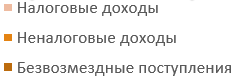 Налоговые доходы
Неналоговые доходы
Безвозмездные поступления